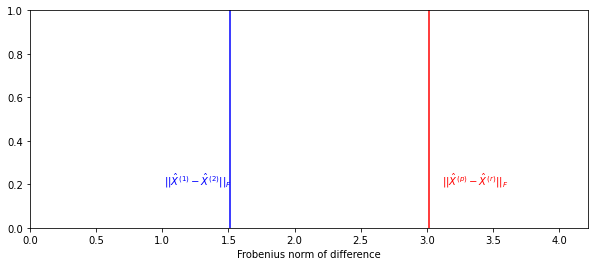 1.0
0.8
0.6
0.4
0.2
0.0
||X̂⁽¹⁾ − X̂⁽²⁾||_F
||X̂⁽ᵖ⁾ − X̂⁽ʳ⁾||_F
0.0 0.5 1.0 1.5 2.0 2.5 3.0 3.5 4.0
Frobenius norm of difference